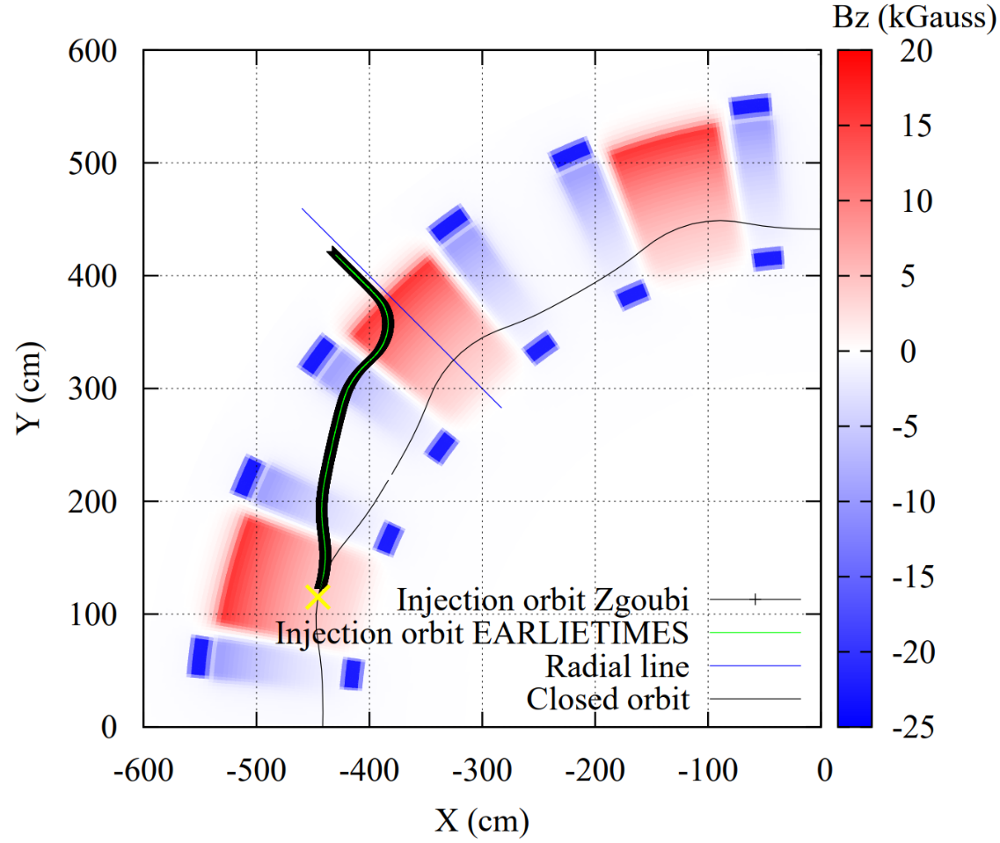 Bz (kGauss)
600
500
400
300
200
100
0
Y (cm)
20
15
10
5
0
-5
-10
-15
-20
-25
Injection orbit Zgoubi
Injection orbit EARLIETIMES
Radial line
Closed orbit
-600 -500 -400 -300 -200 -100 0
X (cm)